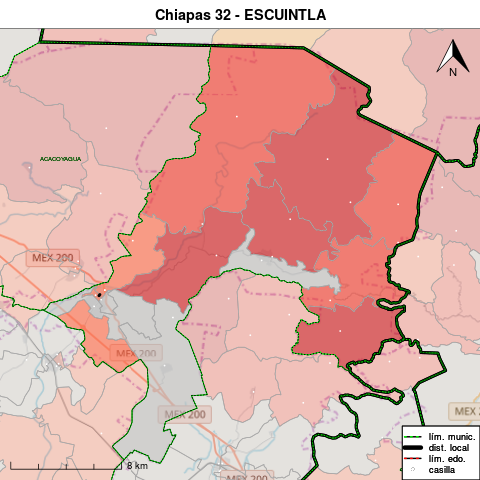 Chiapas 32 - ESCUINTLA
N
ACACOYAGUA
MEX 200
MEX 200
MEX 200
MEX 2
MEX 200
8 km
lím. munic.
dist. local
lím. edo.
casilla